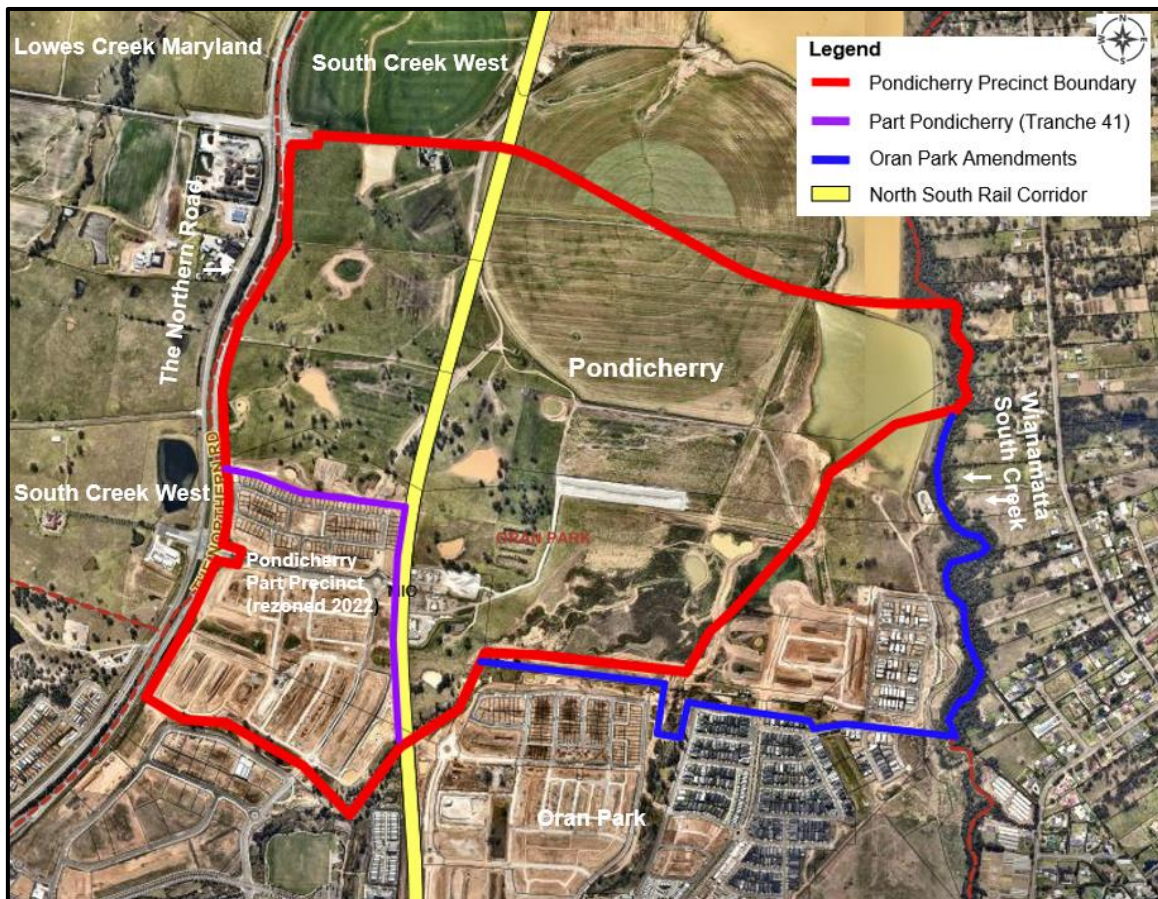 Lowes Creek Maryland
South Creek West
N
S
Legend
Pondicherry Precinct Boundary
Part Pondicherry (Tranche 41)
Oran Park Amendments
North South Rail Corridor
The Northern Road
Pondicherry
Wianamatta
South Creek
South Creek West
THE NORTHERN RD
ORAN PARK
Pondicherry
Part Precinct
(rezoned 2022)
Oran Park